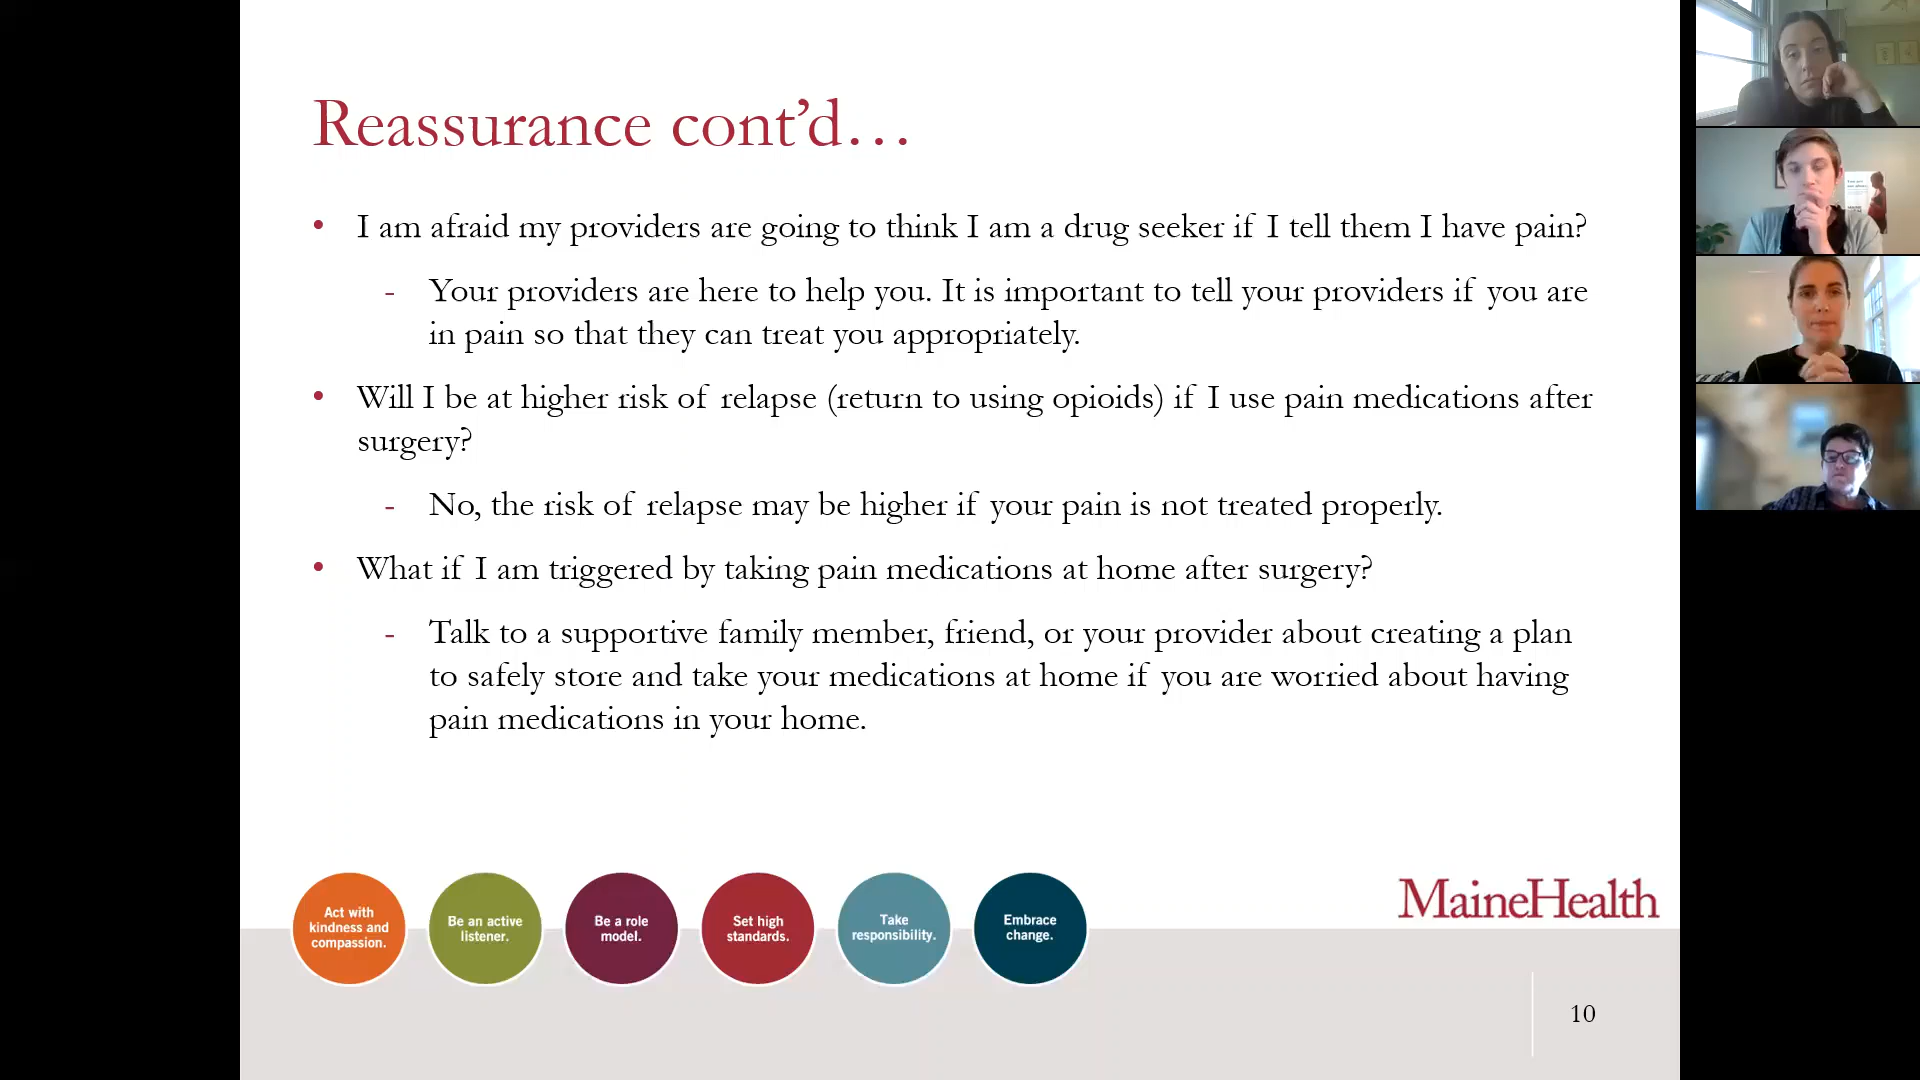 Reassurance cont’d…
• I am afraid my providers are going to think I am a drug seeker if I tell them I have pain?
- Your providers are here to help you. It is important to tell your providers if you are
in pain so that they can treat you appropriately.
• Will I be at higher risk of relapse (return to using opioids) if I use pain medications after
surgery?
- No, the risk of relapse may be higher if your pain is not treated properly.
• What if I am triggered by taking pain medications at home after surgery?
- Talk to a supportive family member, friend, or your provider about creating a plan
to safely store and take your medications at home if you are worried about having
pain medications in your home.
Act with
kindness and
compassion.
Be an active
listener.
Be a role
model.
Set high
standards.
Take
responsibility.
Embrace
change.
MaineHealth
10